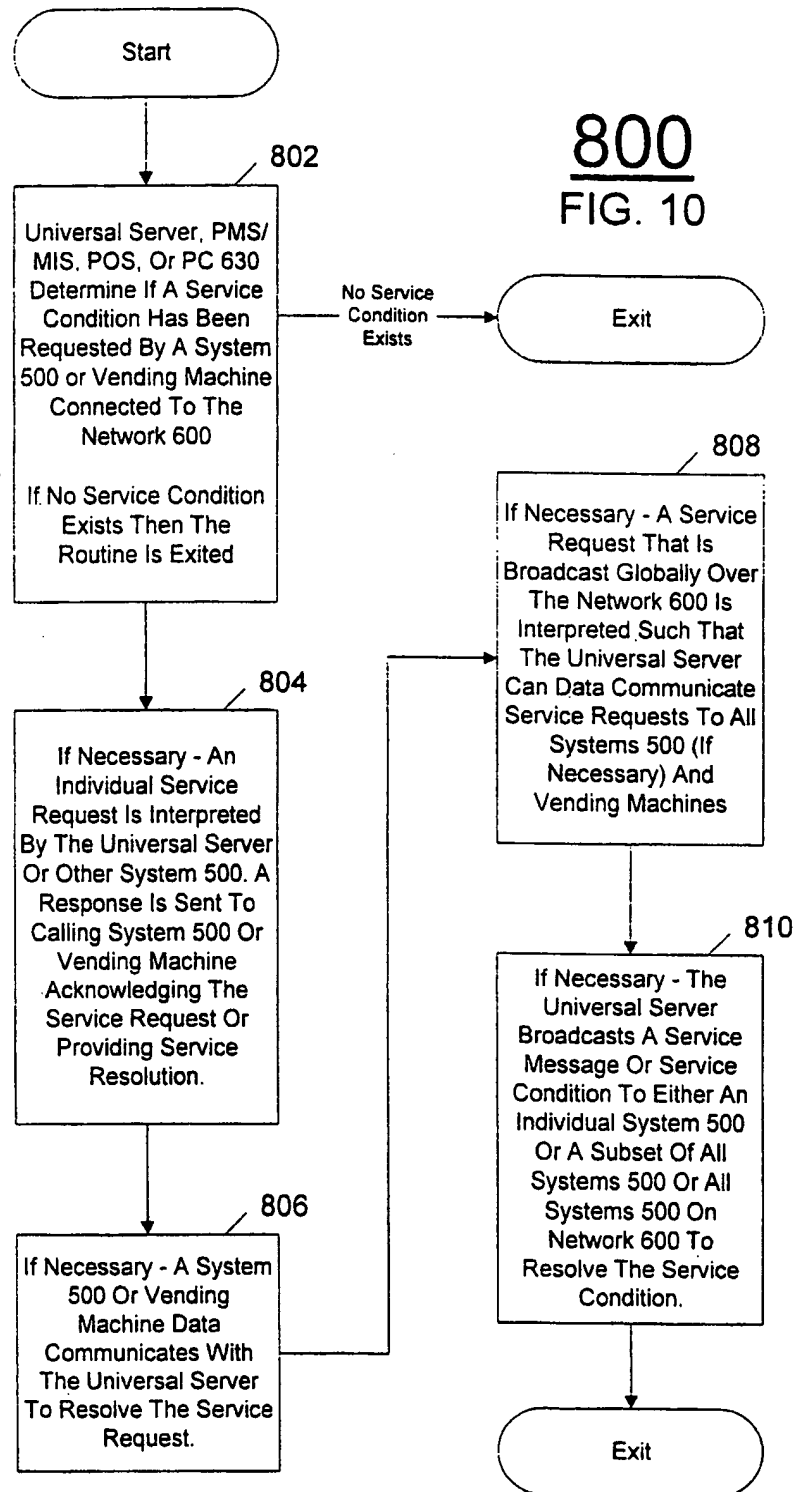 Start
800
FIG. 10
802
Universal Server, PMS/
MIS, POS, Or PC 630
Determine If A Service
Condition Has Been
Requested By A System
500 or Vending Machine
Connected To The
Network 600
If No Service Condition
Exists Then The
Routine Is Exited
No Service
Condition
Exists
Exit
804
If Necessary - An
Individual Service
Request Is Interpreted
By The Universal Server
Or Other System 500. A
Response Is Sent To
Calling System 500 Or
Vending Machine
Acknowledging The
Service Request Or
Providing Service
Resolution.
806
If Necessary - A System
500 Or Vending
Machine Data
Communicates With
The Universal Server
To Resolve The Service
Request.
808
If Necessary - A Service
Request That Is
Broadcast Globally Over
The Network 600 Is
Interpreted Such That
The Universal Server
Can Data Communicate
Service Requests To All
Systems 500 (If
Necessary) And
Vending Machines
810
If Necessary - The
Universal Server
Broadcasts A Service
Message Or Service
Condition To Either An
Individual System 500
Or A Subset Of All
Systems 500 Or All
Systems 500 On
Network 600 To
Resolve The Service
Condition.
Exit